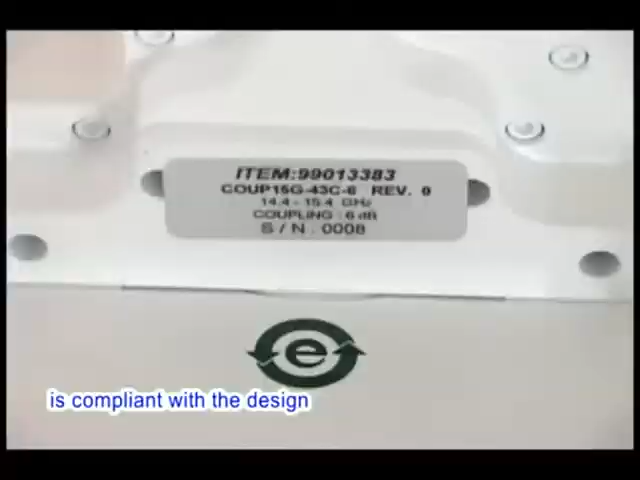 ITEM:99013383
COUP15G-43C-6 REV. 0
14.4 - 15.4 GHz
COUPLING : 6 dB
S / N : 0008
e
is compliant with the design